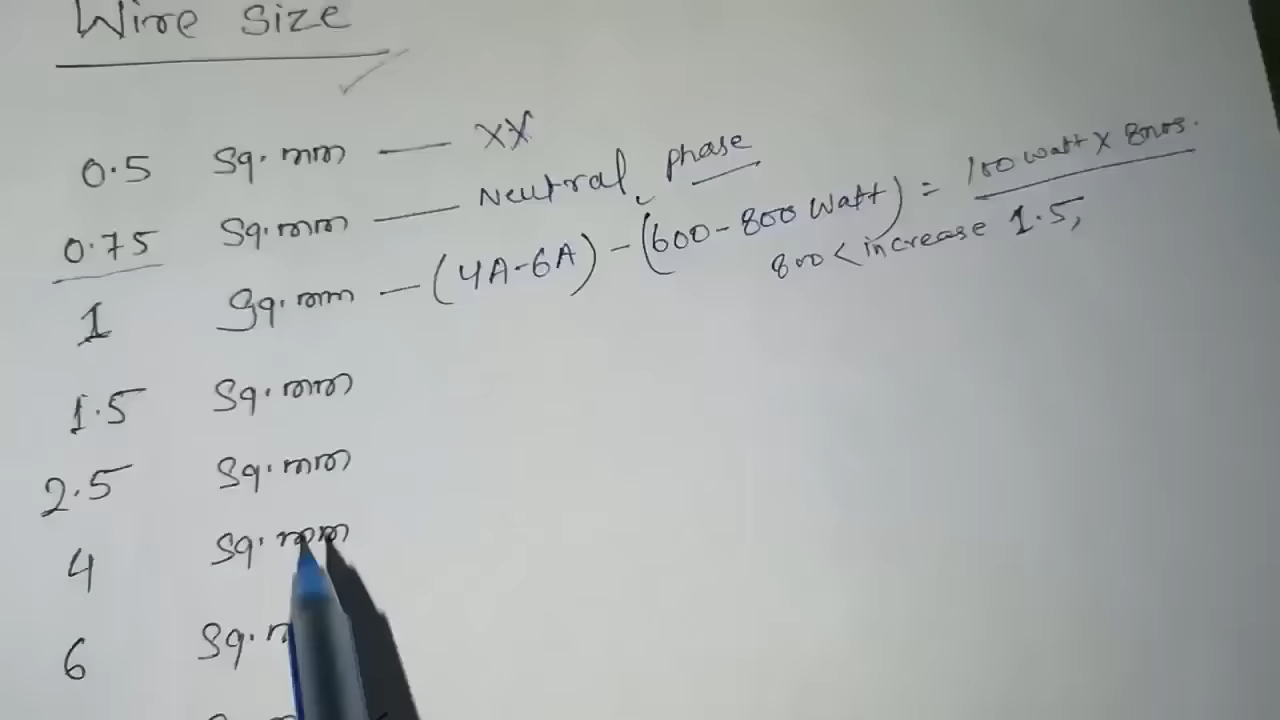 Wire Size
0.5 Sq.mm — XX
0.75 Sq.mm — Neutral, phase
1 Sq.mm — (4A-6A) - (600-800 Watt) = 100 watt X 8nos.
800 < increase 1.5,
1.5 Sq.mm
2.5 Sq.mm
4 Sq.mm
6 Sq.m